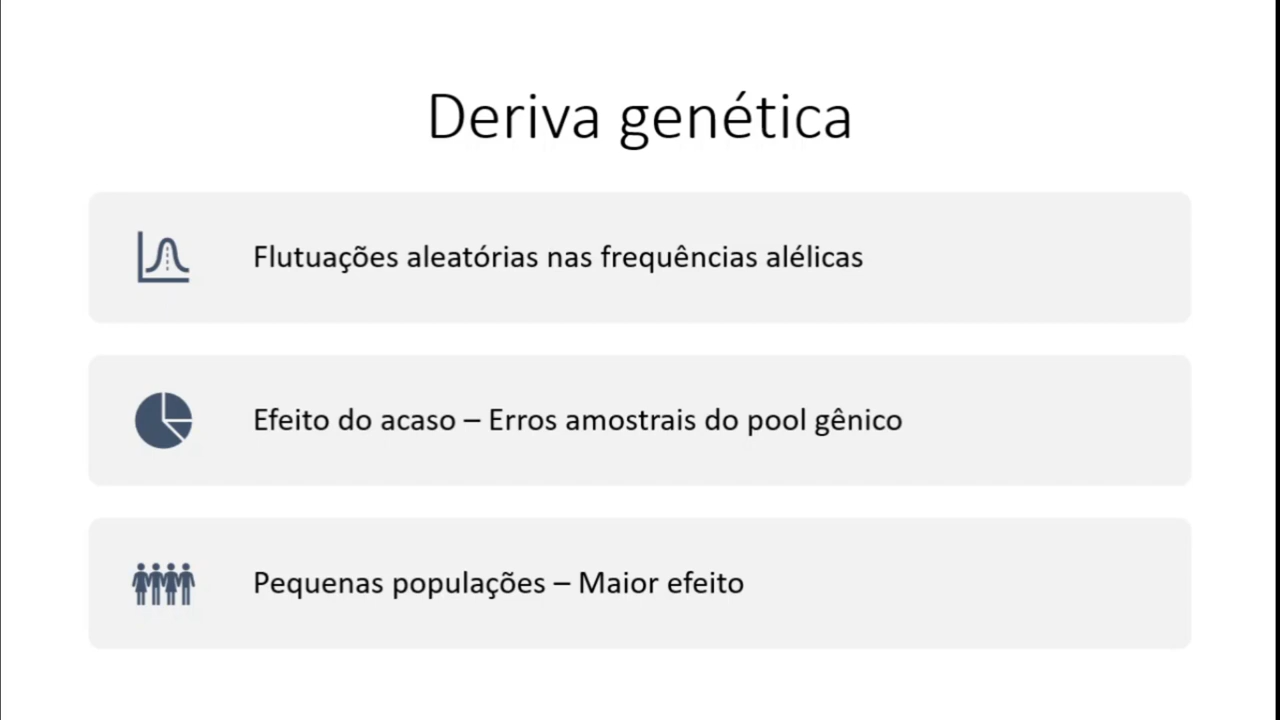 Deriva genética
Flutuações aleatórias nas frequências alélicas
Efeito do acaso – Erros amostrais do pool gênico
Pequenas populações – Maior efeito